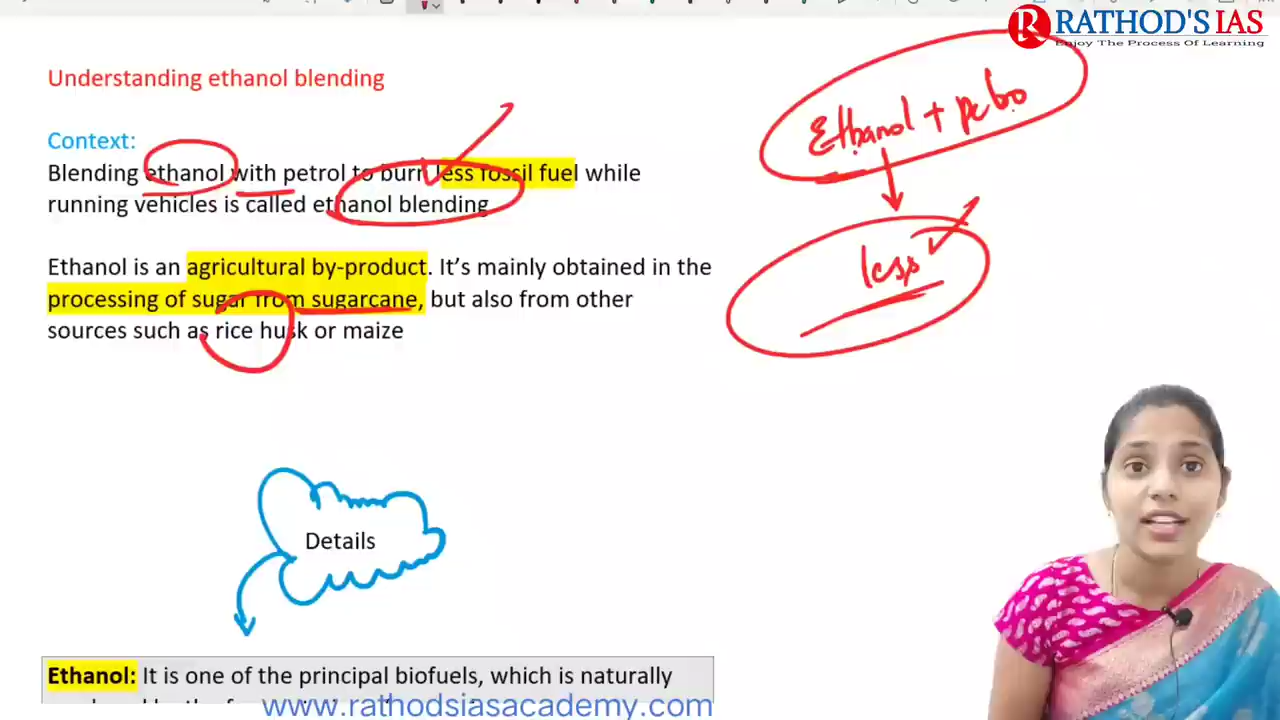 RATHOD'S IAS
Enjoy The Process Of Learning
Understanding ethanol blending
Context:
Blending ethanol with petrol to burn less fossil fuel while
running vehicles is called ethanol blending
Ethanol is an agricultural by-product. It’s mainly obtained in the
processing of sugar from sugarcane, but also from other
sources such as rice husk or maize
Ethanol +
less
Details
Ethanol: It is one of the principal biofuels, which is naturally
www.rathodsiasacademy.com